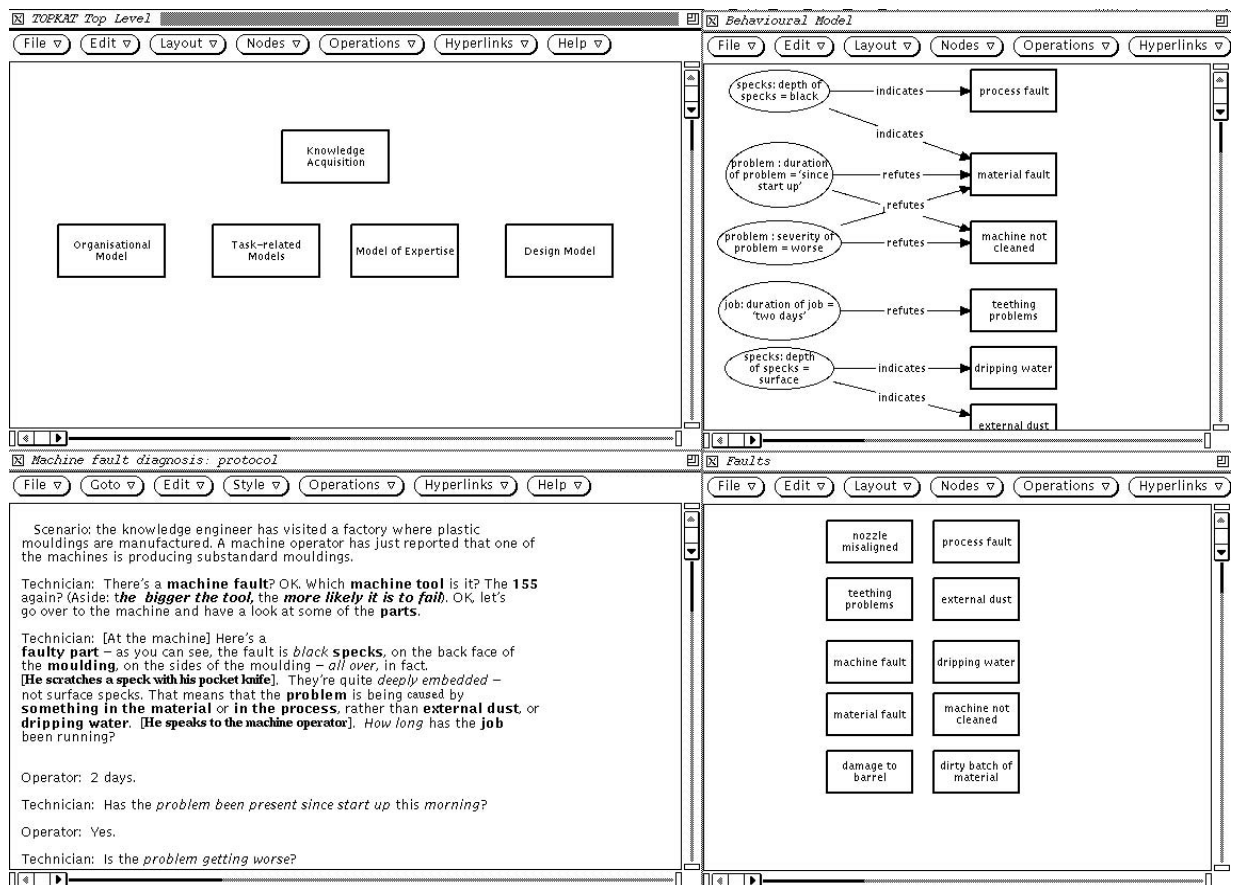 TOPKAT Top Level
File Edit Layout Nodes Operations Hyperlinks Help
Knowledge
Acquisition
Organisational
Model
Task-related
Models
Model of Expertise
Design Model
Behavioural Model
File Edit Layout Nodes Operations Hyperlinks
specks: depth of
specks = black
indicates
process fault
indicates
problem : duration
of problem = 'since
start up'
refutes
material fault
refutes
problem : severity of
problem = worse
refutes
machine not
cleaned
job: duration of job =
'two days'
refutes
teething
problems
specks: depth
of specks =
surface
indicates
dripping water
indicates
external dust
Machine fault diagnosis: protocol
File Goto Edit Style Operations Hyperlinks Help
Scenario: the knowledge engineer has visited a factory where plastic
mouldings are manufactured. A machine operator has just reported that one of
the machines is producing substandard mouldings.
Technician: There's a machine fault? OK. Which machine tool is it? The 155
again? (Aside: the bigger the tool, the more likely it is to fail). OK, let's
go over to the machine and have a look at some of the parts.
Technician: [At the machine] Here's a
faulty part – as you can see, the fault is black specks, on the back face of
the moulding, on the sides of the moulding – all over, in fact.
[He scratches a speck with his pocket knife]. They're quite deeply embedded –
not surface specks. That means that the problem is being caused by
something in the material or in the process, rather than external dust, or
dripping water. [He speaks to the machine operator]. How long has the job
been running?
Operator: 2 days.
Technician: Has the problem been present since start up this morning?
Operator: Yes.
Technician: Is the problem getting worse?
Faults
File Edit Layout Nodes Operations Hyperlinks
nozzle
misaligned
process fault
teething
problems
external dust
machine fault
dripping water
material fault
machine not
cleaned
damage to
barrel
dirty batch of
material